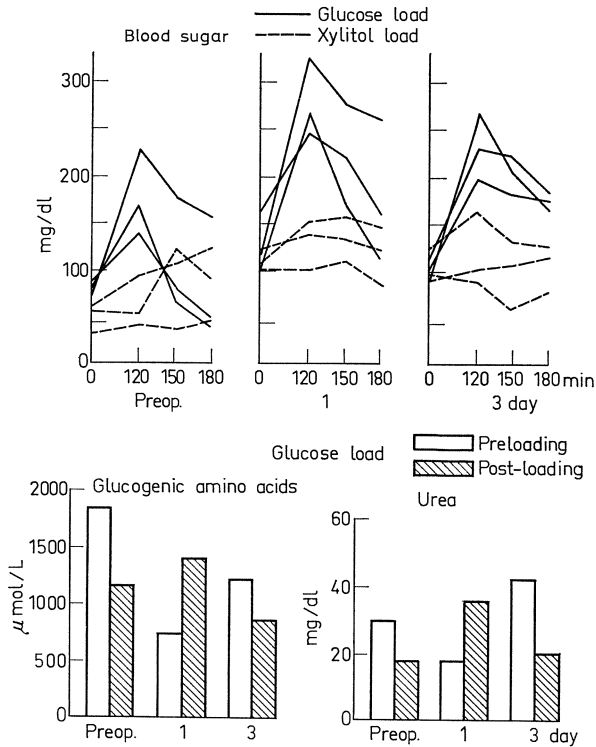 Glucose load
Blood sugar
Xylitol load
mg/dl
300
200
100
0
0 120 150 180
Preop.
0 120 150 180
1
0 120 150 180 min
3 day
Glucose load
Preloading
Post-loading
Glucogenic amino acids
μ mol/L
2000
1500
1000
500
0
Preop. 1 3
Urea
mg/dl
60
40
20
0
Preop. 1 3 day